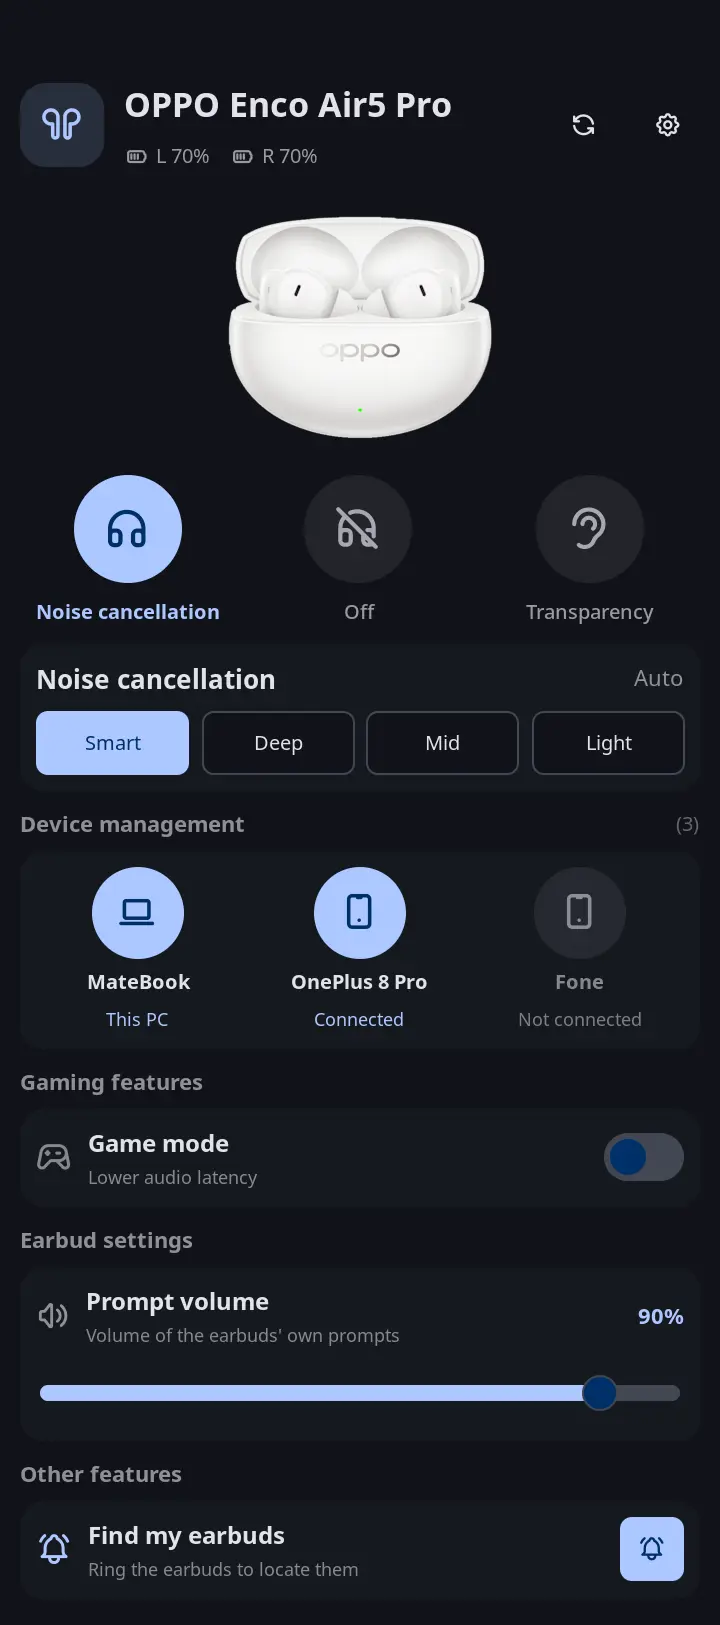 OPPO Enco Air5 Pro
L 70% R 70%
oppo
Noise cancellation Off Transparency
Noise cancellation Auto
Smart Deep Mid Light
Device management (3)
MateBook OnePlus 8 Pro Fone
This PC Connected Not connected
Gaming features
Game mode
Lower audio latency
Earbud settings
Prompt volume
90%
Volume of the earbuds' own prompts
Other features
Find my earbuds
Ring the earbuds to locate them